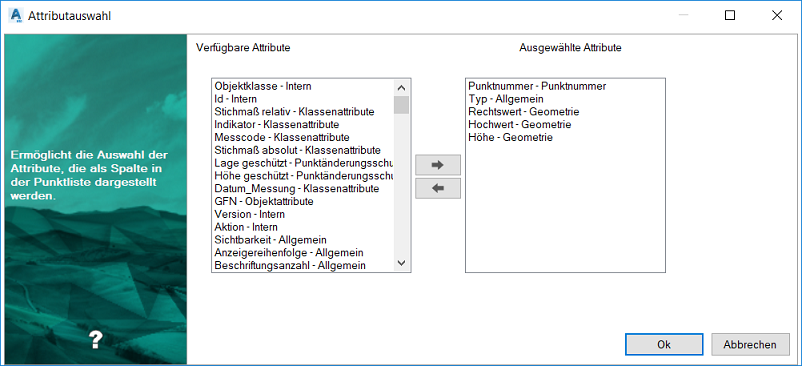 Attributauswahl
Ermöglicht die Auswahl der
Attribute, die als Spalte in
der Punktliste dargestellt
werden.
?
Verfügbare Attribute
Objektklasse - Intern
Id - Intern
Stichmaß relativ - Klassenattribute
Indikator - Klassenattribute
Messcode - Klassenattribute
Stichmaß absolut - Klassenattribute
Lage geschützt - Punktänderungsschu
Höhe geschützt - Punktänderungsschu
Datum_Messung - Klassenattribute
GFN - Objektattribute
Version - Intern
Aktion - Intern
Sichtbarkeit - Allgemein
Anzeigereihenfolge - Allgemein
Beschriftungsanzahl - Allgemein
Ausgewählte Attribute
Punktnummer - Punktnummer
Typ - Allgemein
Rechtswert - Geometrie
Hochwert - Geometrie
Höhe - Geometrie
Ok
Abbrechen